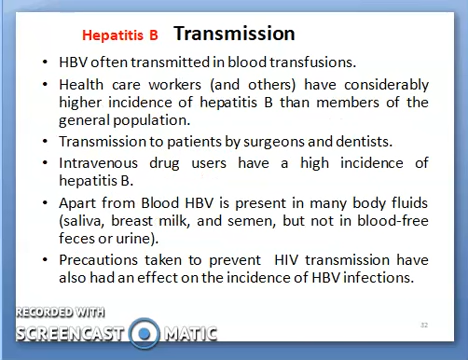 Hepatitis B Transmission
• HBV often transmitted in blood transfusions.
• Health care workers (and others) have considerably
higher incidence of hepatitis B than members of the
general population.
• Transmission to patients by surgeons and dentists.
• Intravenous drug users have a high incidence of
hepatitis B.
• Apart from Blood HBV is present in many body fluids
(saliva, breast milk, and semen, but not in blood-free
feces or urine).
• Precautions taken to prevent HIV transmission have
also had an effect on the incidence of HBV infections.
32
RECORDED WITH
SCREENCAST MATIC